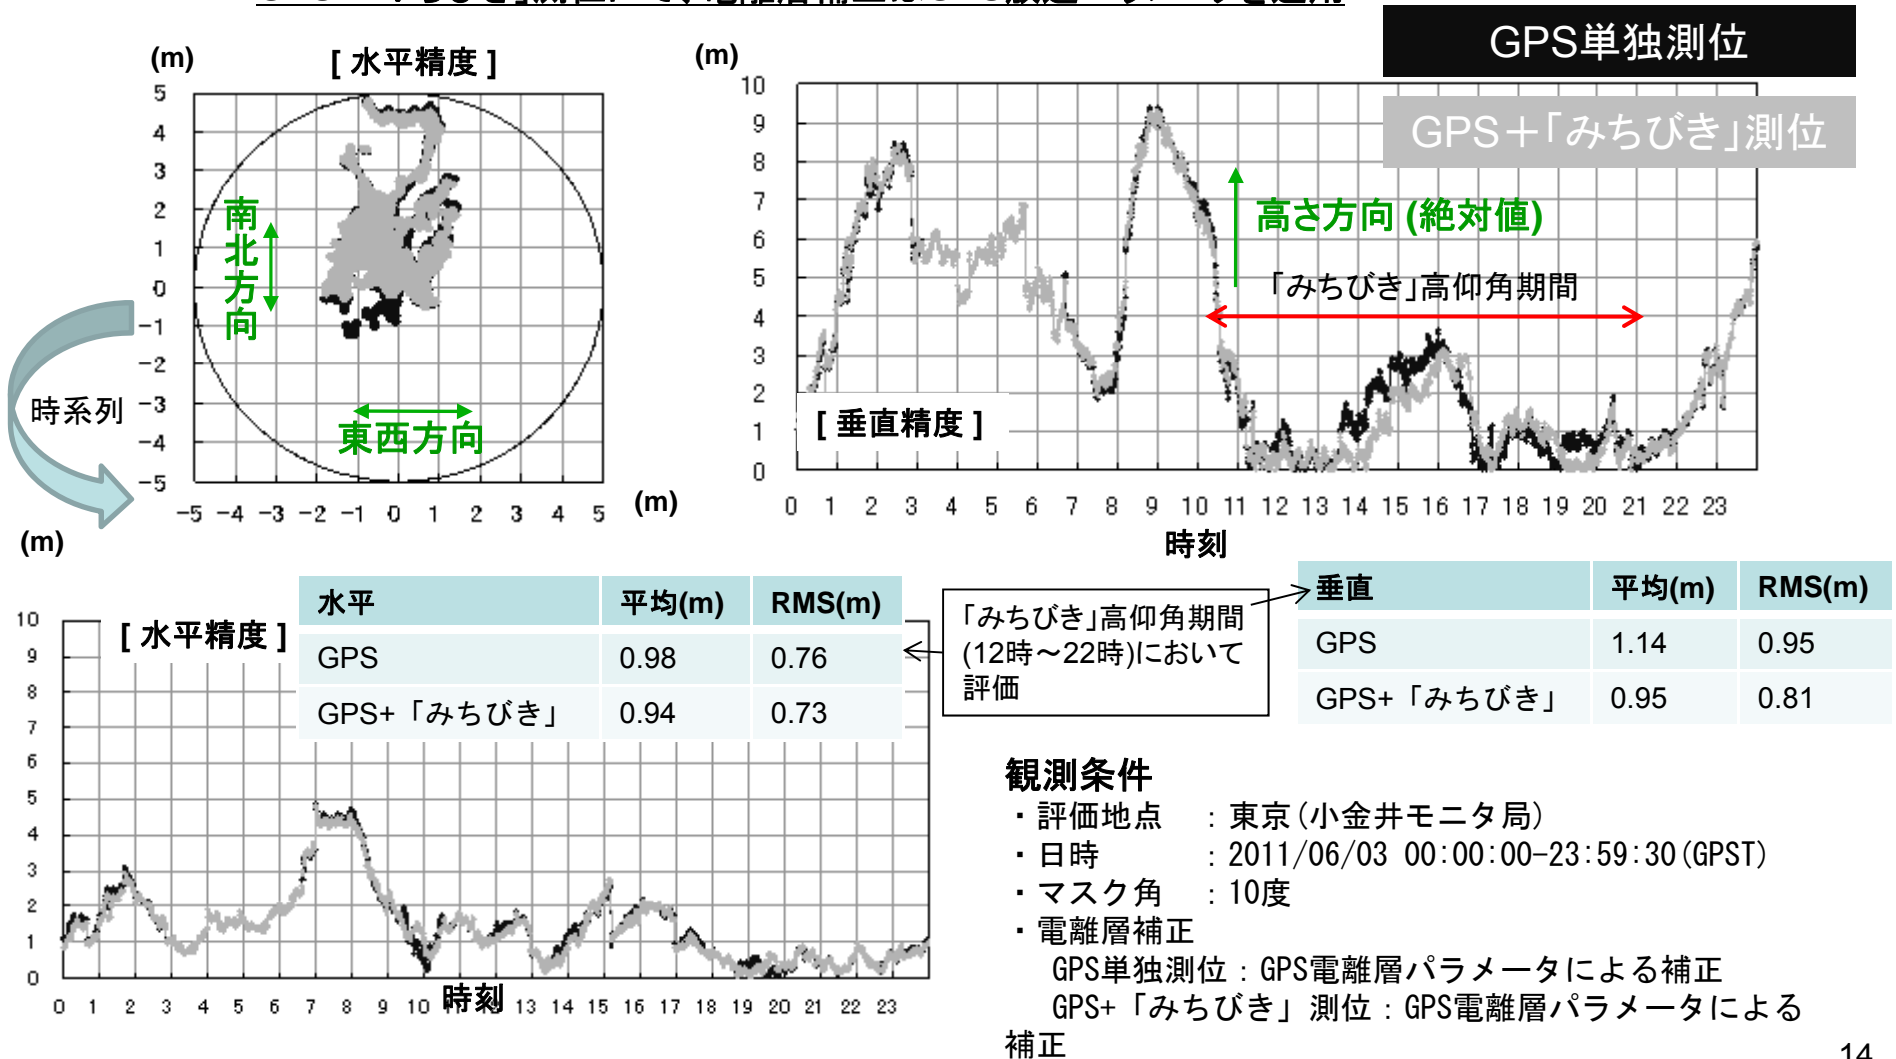 GPS単独測位
GPS＋「みちびき」測位
(m)
[ 水平精度 ]
5
4
3
2
1
0
-1
-2
-3
-4
-5
-5 -4 -3 -2 -1 0 1 2 3 4 5
(m)
南北方向
東西方向
時系列
(m)
10
9
8
7
6
5
4
3
2
1
0
高さ方向 (絶対値)
「みちびき」高仰角期間
[ 垂直精度 ]
0 1 2 3 4 5 6 7 8 9 10 11 12 13 14 15 16 17 18 19 20 21 22 23
時刻
(m)
10
9
8
7
6
5
4
3
2
1
0
[ 水平精度 ]
水平 平均(m) RMS(m)
GPS 0.98 0.76
GPS+「みちびき」 0.94 0.73
0 1 2 3 4 5 6 7 8 9 10 11 13 14 15 16 17 18 19 20 21 22 23
時刻
「みちびき」高仰角期間
(12時～22時)において
評価
垂直 平均(m) RMS(m)
GPS 1.14 0.95
GPS+「みちびき」 0.95 0.81
観測条件
・評価地点 ：東京(小金井モニタ局)
・日時 ：2011/06/03 00:00:00-23:59:30(GPST)
・マスク角 ：10度
・電離層補正
GPS単独測位：GPS電離層パラメータによる補正
GPS+「みちびき」測位：GPS電離層パラメータによる
補正
14